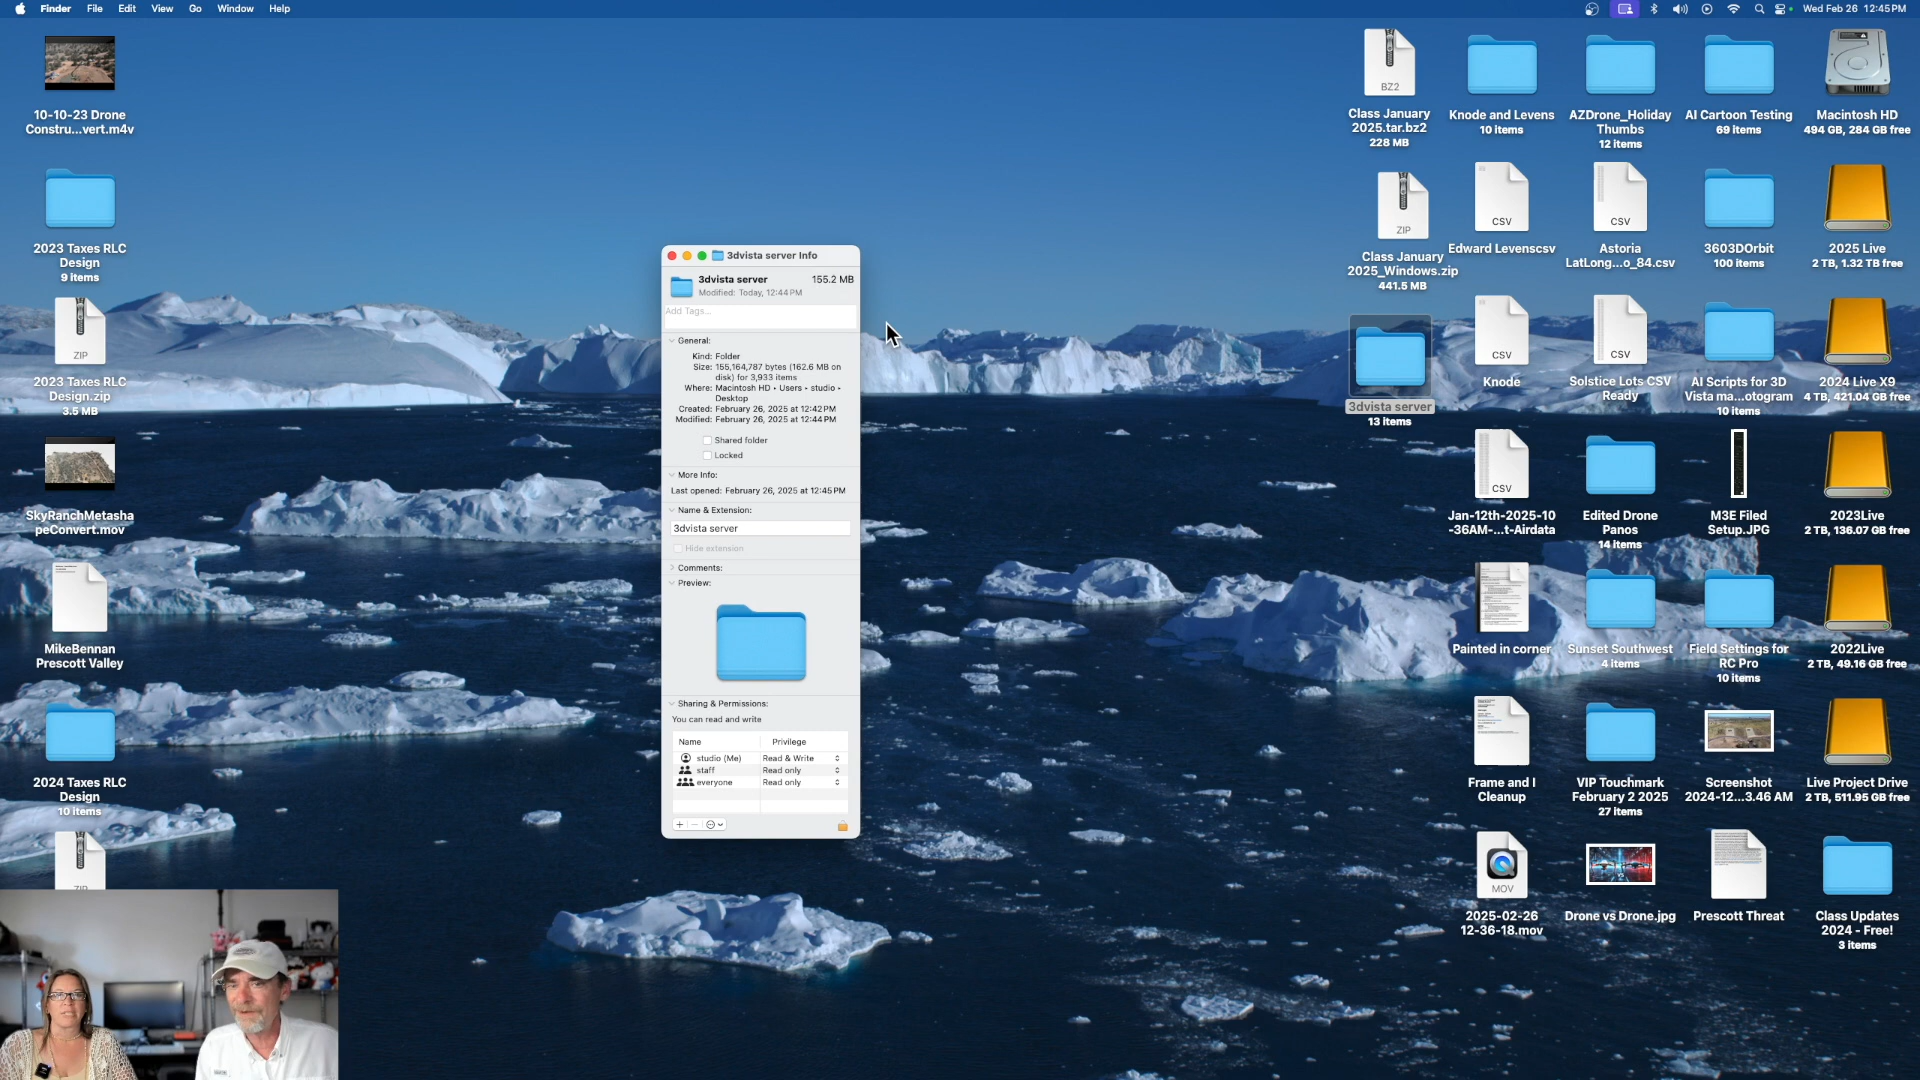 Finder File Edit View Go Window Help
Wed Feb 26 12:45 PM
10-10-23 Drone
Constru...vert.m4v
2023 Taxes RLC
Design
9 items
ZIP
2023 Taxes RLC
Design.zip
3.5 MB
SkyRanchMetasha
peConvert.mov
MikeBennan
Prescott Valley
2024 Taxes RLC
Design
10 items
ZIP
3dvista server Info
3dvista server 155.2 MB
Modified: Today, 12:44 PM
Add Tags...
General:
Kind: Folder
Size: 155,164,787 bytes (162.6 MB on
disk) for 3,933 items
Where: Macintosh HD • Users • studio •
Desktop
Created: February 26, 2025 at 12:42 PM
Modified: February 26, 2025 at 12:44 PM
Shared folder
Locked
More Info:
Last opened: February 26, 2025 at 12:45 PM
Name & Extension:
3dvista server
Hide extension
Comments:
Preview:
Sharing & Permissions:
You can read and write
Name Privilege
studio (Me) Read & Write
staff Read only
everyone Read only
BZ2
Class January
2025.tar.bz2
228 MB
ZIP
Class January
2025_Windows.zip
441.5 MB
3dvista server
13 items
Knode and Levens
10 items
CSV
Edward Levenscsv
CSV
Knode
CSV
Jan-12th-2025-10
-36AM-...t-Airdata
Painted in corner
Frame and I
Cleanup
MOV
2025-02-26
12-36-18.mov
AZDrone_Holiday
Thumbs
12 items
CSV
Astoria
LatLong...o_84.csv
CSV
Solstice Lots CSV
Ready
Edited Drone
Panos
14 items
Sunset Southwest
4 items
VIP Touchmark
February 2 2025
27 items
Drone vs Drone.jpg
AI Cartoon Testing
69 items
3603DOrbit
100 items
AI Scripts for 3D
Vista ma...otogram
10 items
M3E Filed
Setup.JPG
Field Settings for
RC Pro
10 items
Screenshot
2024-12...3.46 AM
Prescott Threat
Macintosh HD
494 GB, 284 GB free
2025 Live
2 TB, 1.32 TB free
2024 Live X9
4 TB, 421.04 GB free
2023Live
2 TB, 136.07 GB free
2022Live
2 TB, 49.16 GB free
Live Project Drive
2 TB, 511.95 GB free
Class Updates
2024 - Free!
3 items